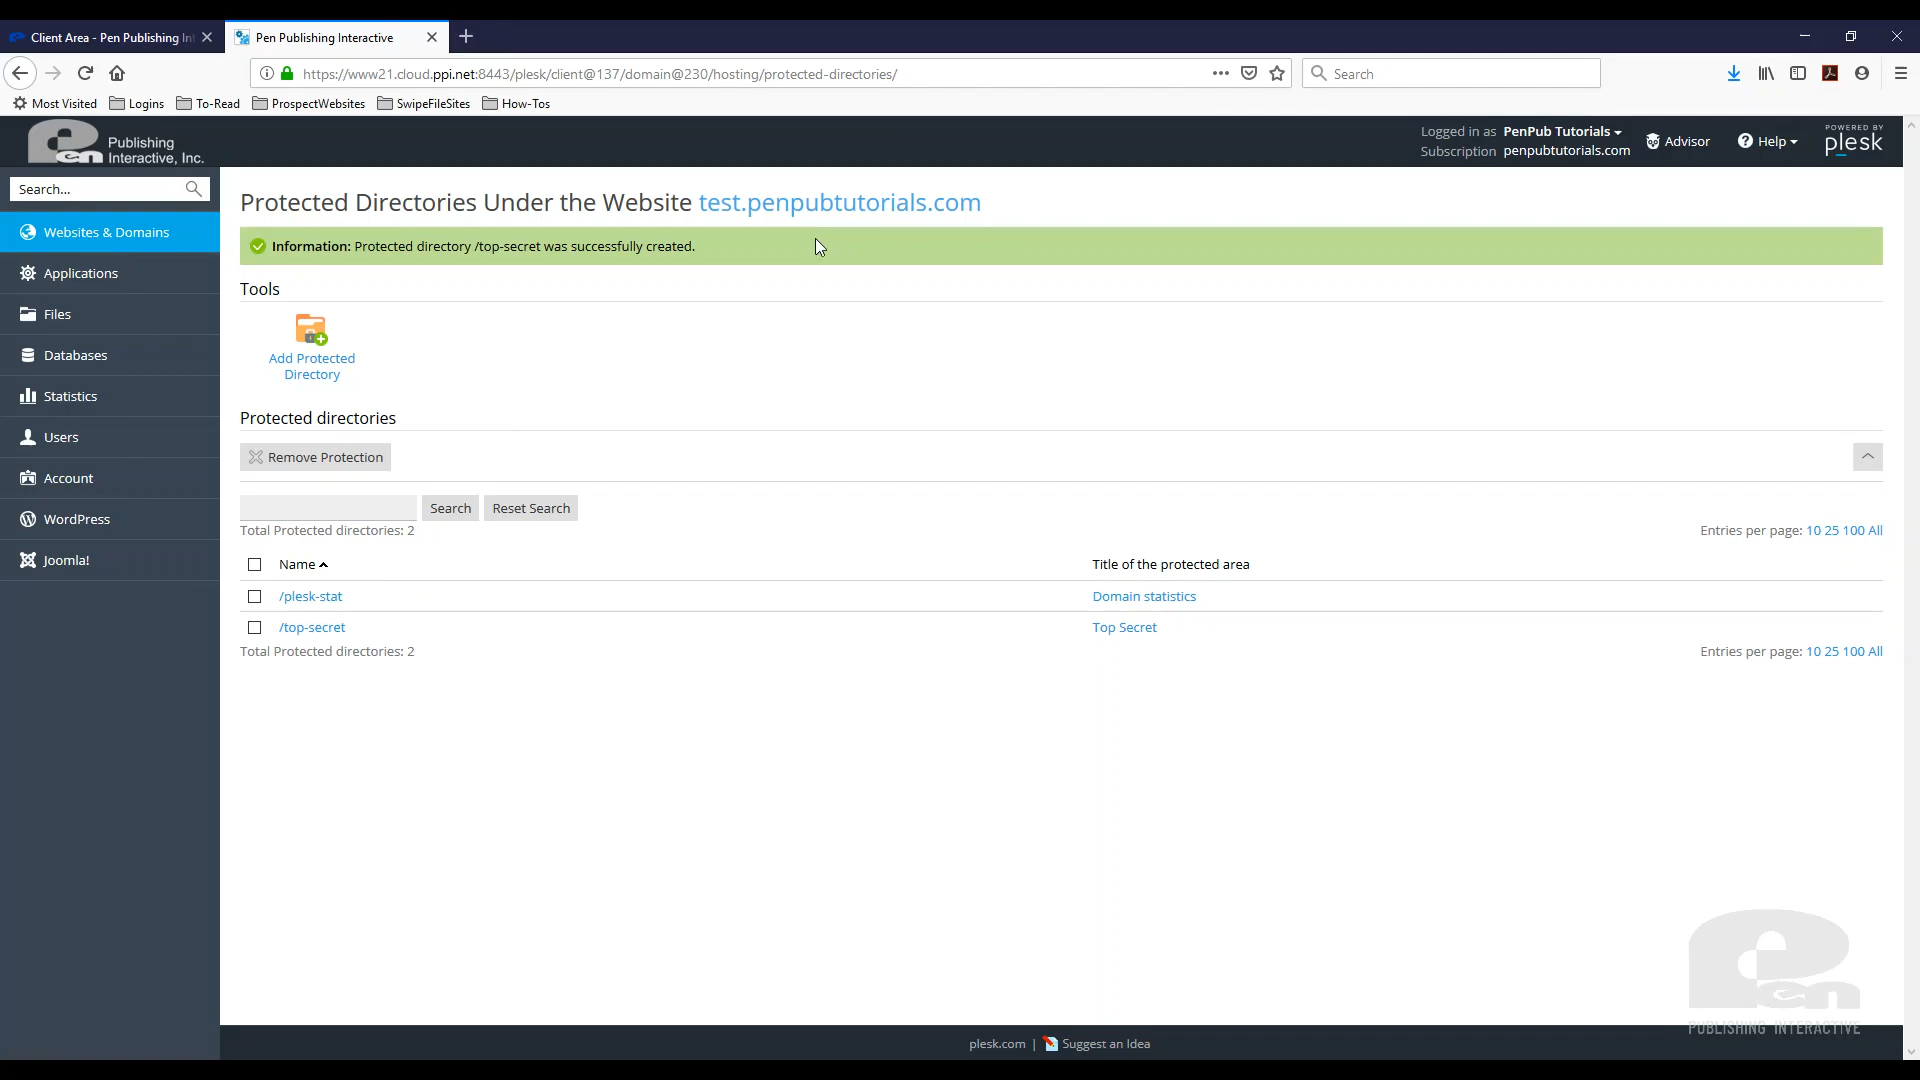 Client Area - Pen Publishing In
Pen Publishing Interactive
https://www21.cloud.ppi.net:8443/plesk/client@137/domain@230/hosting/protected-directories/
Search
Most Visited Logins To-Read ProspectWebsites SwipeFileSites How-Tos
en Publishing
Interactive, Inc.
Logged in as PenPub Tutorials
Subscription penpubtutorials.com
Advisor
Help
POWERED BY
plesk
Search...
Websites & Domains
Applications
Files
Databases
Statistics
Users
Account
WordPress
Joomla!
Protected Directories Under the Website test.penpubtutorials.com
Information: Protected directory /top-secret was successfully created.
Tools
Add Protected
Directory
Protected directories
Remove Protection
Search Reset Search
Total Protected directories: 2
Entries per page: 10 25 100 All
Name Title of the protected area
/plesk-stat Domain statistics
/top-secret Top Secret
Total Protected directories: 2
Entries per page: 10 25 100 All
en
PUBLISHING INTERACTIVE
plesk.com | Suggest an Idea